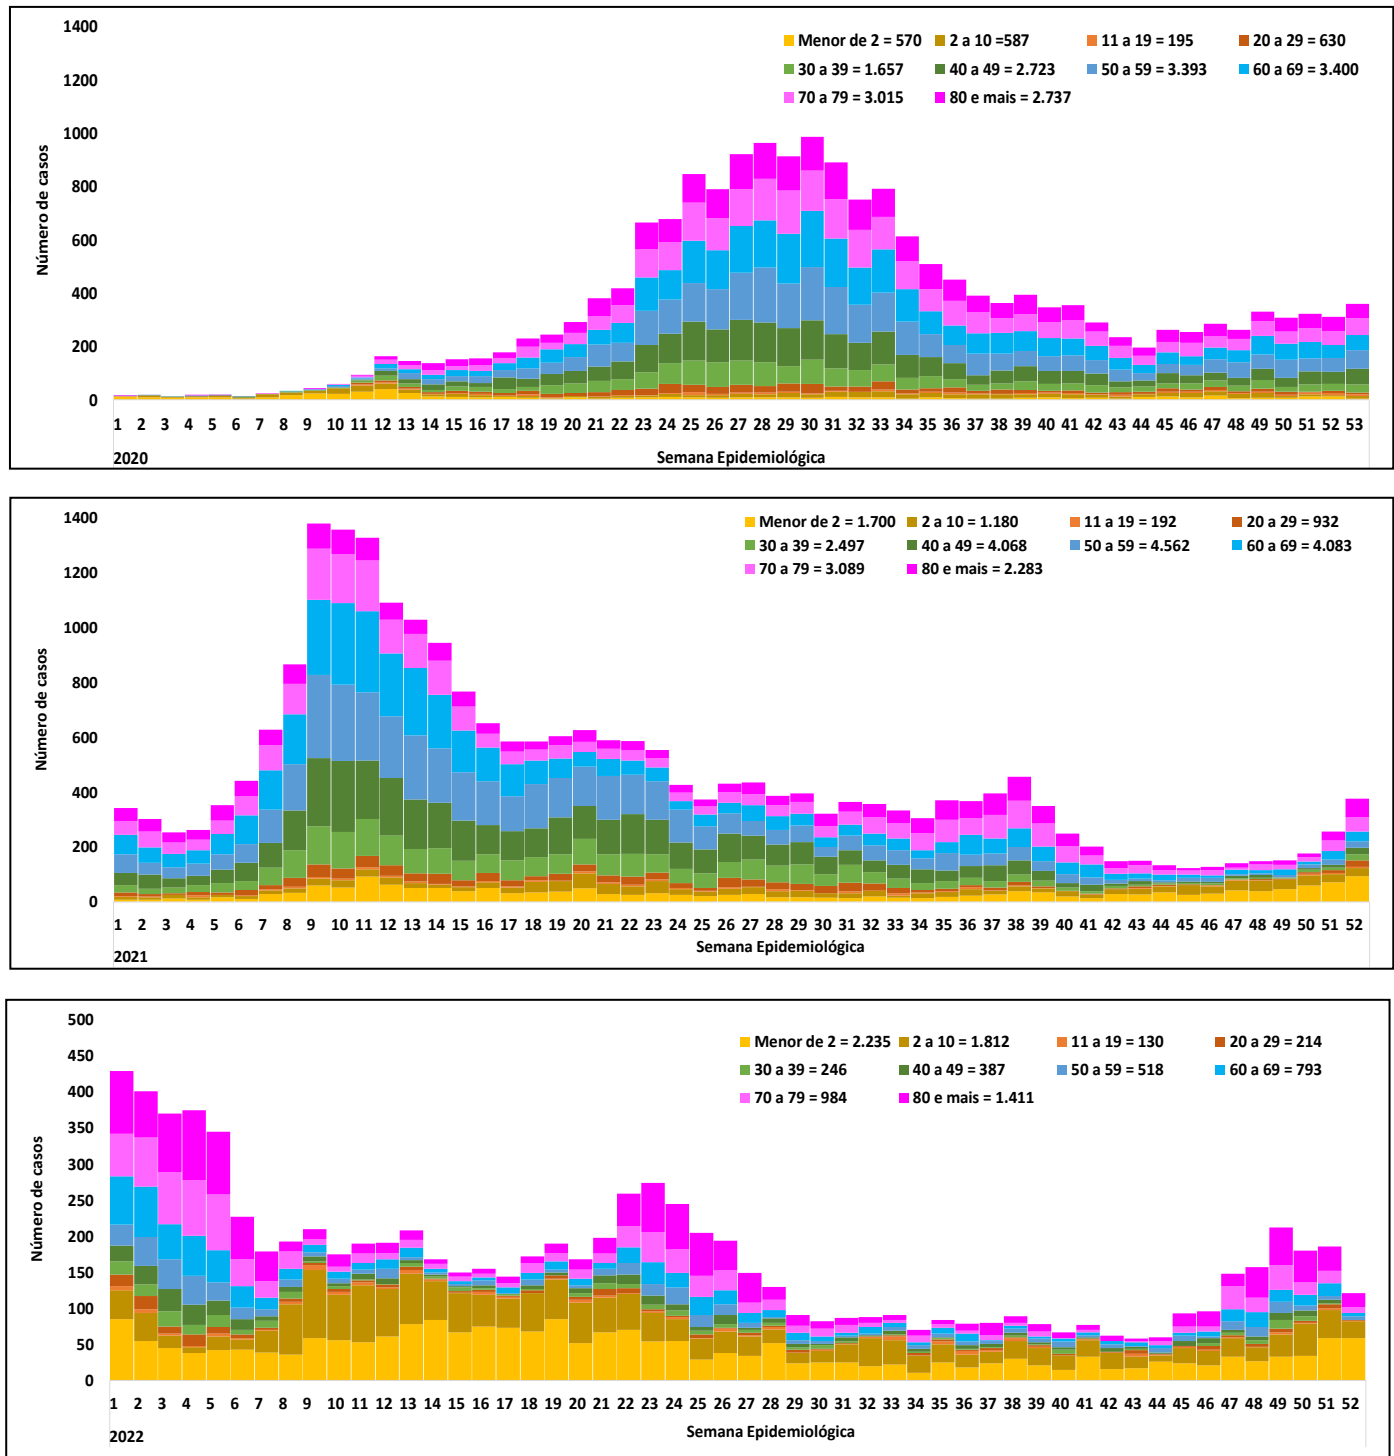 1400
1200
1000
800
600
400
200
0
Número de casos
Menor de 2 = 570 2 a 10 =587 11 a 19 = 195 20 a 29 = 630
30 a 39 = 1.657 40 a 49 = 2.723 50 a 59 = 3.393 60 a 69 = 3.400
70 a 79 = 3.015 80 e mais = 2.737
1 2 3 4 5 6 7 8 9 10 11 12 13 14 15 16 17 18 19 20 21 22 23 24 25 26 27 28 29 30 31 32 33 34 35 36 37 38 39 40 41 42 43 44 45 46 47 48 49 50 51 52 53
2020 Semana Epidemiológica
1400
1200
1000
800
600
400
200
0
Número de casos
Menor de 2 = 1.700 2 a 10 = 1.180 11 a 19 = 192 20 a 29 = 932
30 a 39 = 2.497 40 a 49 = 4.068 50 a 59 = 4.562 60 a 69 = 4.083
70 a 79 = 3.089 80 e mais = 2.283
1 2 3 4 5 6 7 8 9 10 11 12 13 14 15 16 17 18 19 20 21 22 23 24 25 26 27 28 29 30 31 32 33 34 35 36 37 38 39 40 41 42 43 44 45 46 47 48 49 50 51 52
2021 Semana Epidemiológica
500
450
400
350
300
250
200
150
100
50
0
Número de casos
Menor de 2 = 2.235 2 a 10 = 1.812 11 a 19 = 130 20 a 29 = 214
30 a 39 = 246 40 a 49 = 387 50 a 59 = 518 60 a 69 = 793
70 a 79 = 984 80 e mais = 1.411
1 2 3 4 5 6 7 8 9 10 11 12 13 14 15 16 17 18 19 20 21 22 23 24 25 26 27 28 29 30 31 32 33 34 35 36 37 38 39 40 41 42 43 44 45 46 47 48 49 50 51 52
2022 Semana Epidemiológica